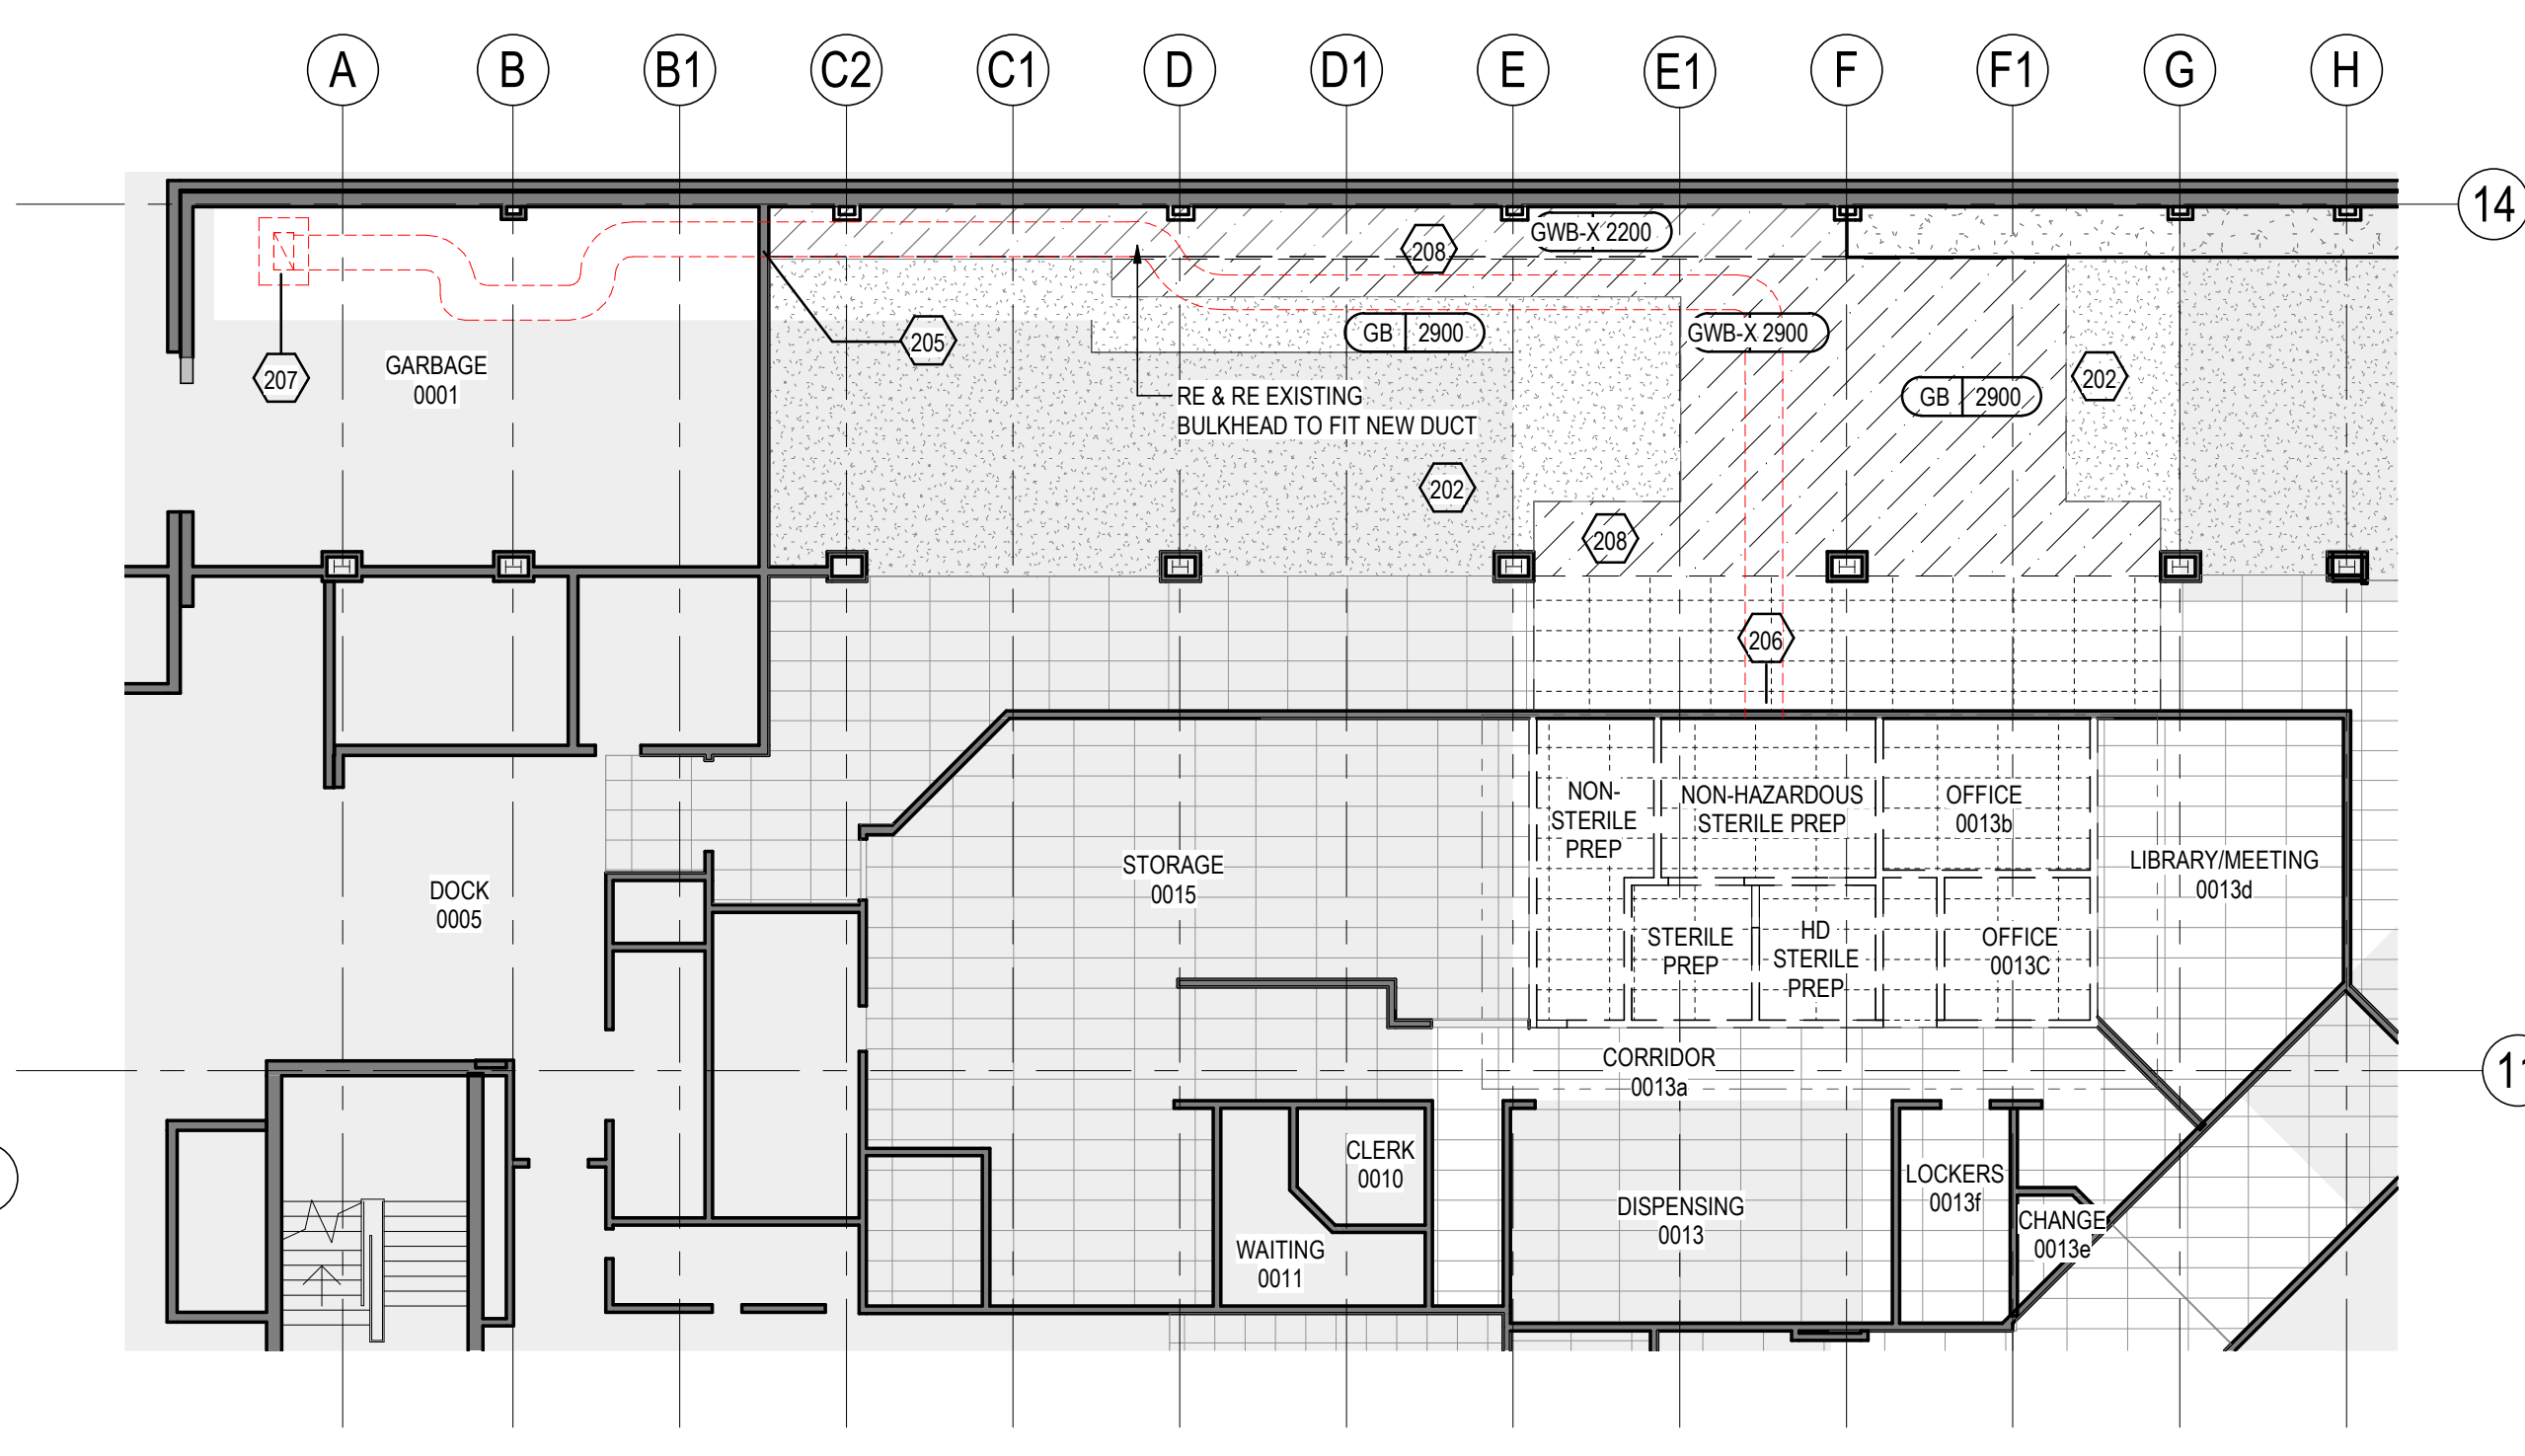 A
B
B1
C2
C1
D
D1
E
E1
F
F1
G
H
14
GWB-X 2200
208
GB 2900
GWB-X 2900
205
GARBAGE
0001
207
RE & RE EXISTING
BULKHEAD TO FIT NEW DUCT
GB 2900
202
202
208
206
NON-
STERILE
PREP
NON-HAZARDOUS
STERILE PREP
OFFICE
0013b
STORAGE
0015
LIBRARY/MEETING
0013d
DOCK
0005
STERILE
PREP
HD
STERILE
PREP
OFFICE
0013C
CORRIDOR
0013a
CLERK
0010
LOCKERS
0013f
DISPENSING
0013
CHANGE
0013e
WAITING
0011